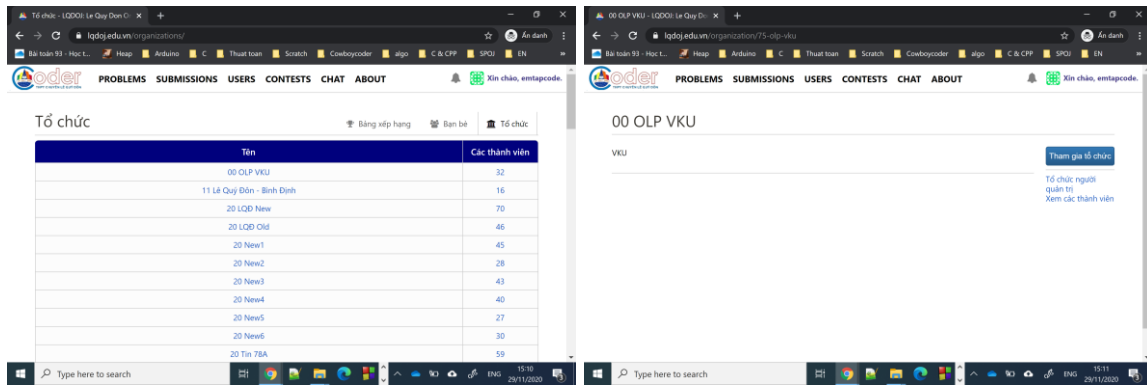 Tổ chức - LQDOJ: Le Quy Don O
lqdoj.edu.vn/organizations/
Ẩn danh
Bài toán 93 - Học t...
Heap
Arduino
C
Thuat toan
Scratch
Cowboycoder
algo
C & CPP
SPOJ
EN
»
coder
PROBLEMS SUBMISSIONS USERS CONTESTS CHAT ABOUT
Xin chào, emtapcode.
Tổ chức
Bảng xếp hạng
Bạn bè
Tổ chức
Tên Các thành viên
00 OLP VKU 32
11 Lê Quý Đôn - Bình Định 16
20 LQĐ New 70
20 LQĐ Old 46
20 New1 45
20 New2 28
20 New3 43
20 New4 40
20 New5 27
20 New6 30
20 Tin 78A 59
Type here to search
ENG
15:10
29/11/2020
00 OLP VKU - LQDOJ: Le Quy Do
lqdoj.edu.vn/organization/75-olp-vku
Ẩn danh
Bài toán 93 - Học t...
Heap
Arduino
C
Thuat toan
Scratch
Cowboycoder
algo
C & CPP
SPOJ
EN
»
coder
PROBLEMS SUBMISSIONS USERS CONTESTS CHAT ABOUT
Xin chào, emtapcode.
00 OLP VKU
VKU
Tham gia tổ chức
Tổ chức người
quản trị
Xem các thành viên
Type here to search
ENG
15:11
29/11/2020